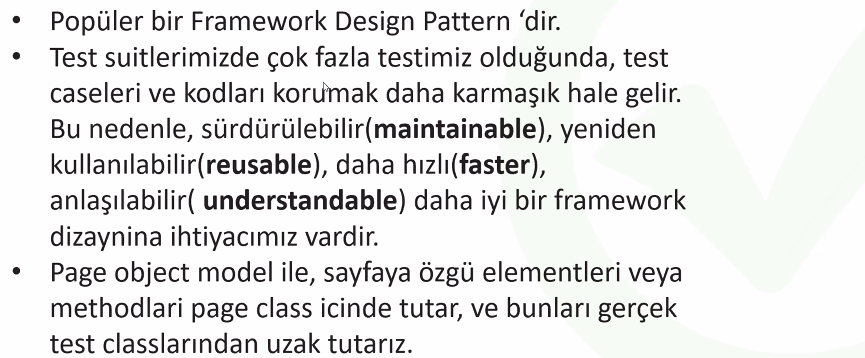 • Popüler bir Framework Design Pattern ‘dir.
• Test suitlerimizde çok fazla testimiz olduğunda, test
caseleri ve kodları korumak daha karmaşık hale gelir.
Bu nedenle, sürdürülebilir(maintainable), yeniden
kullanılabilir(reusable), daha hızlı(faster),
anlaşılabilir( understandable) daha iyi bir framework
dizaynina ihtiyacımız vardir.
• Page object model ile, sayfaya özgü elementleri veya
methodlari page class icinde tutar, ve bunları gerçek
test classlarından uzak tutarız.